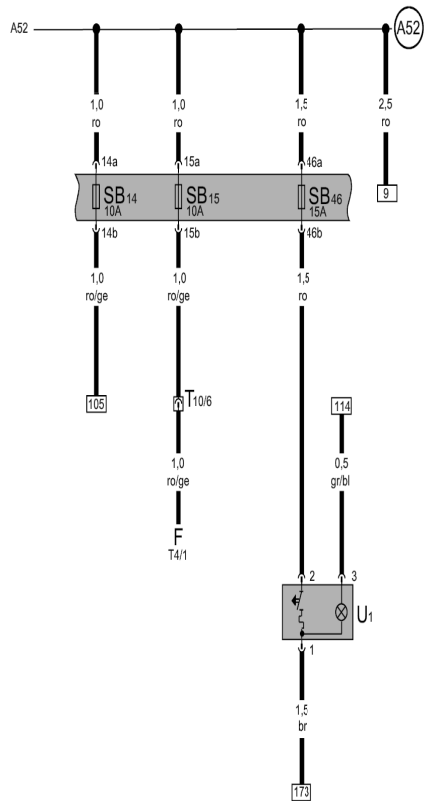 A52
A52
1,0 1,0 1,5 2,5
ro ro ro ro
14a 15a 46a
9
SB14 SB15 SB46
10A 10A 15A
14b 15b 46b
1,0 1,0 1,5
ro/ge ro/ge ro
105 T10/6 114
1,0 0,5
ro/ge gr/bl
F
T4/1
2 3
U1
1
1,5
br
173